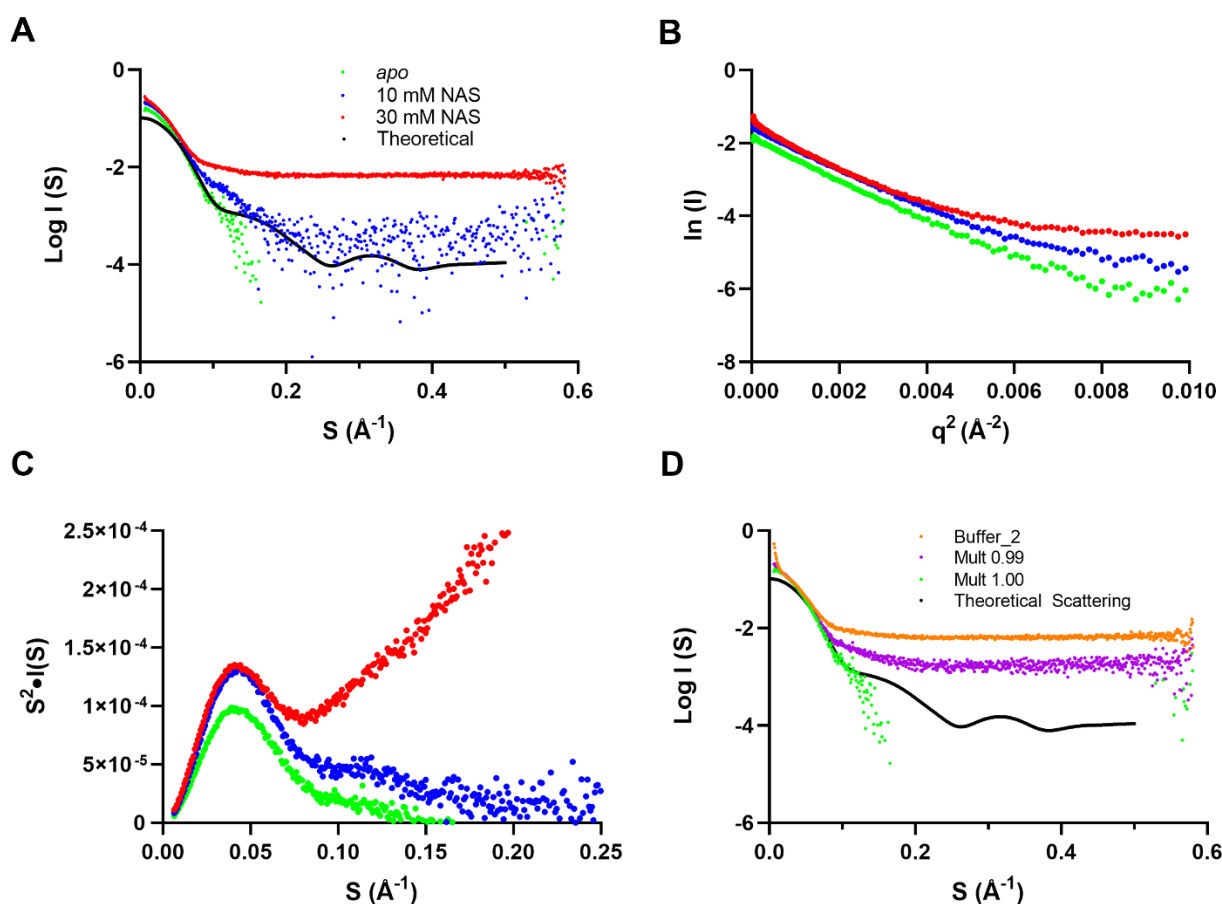 A
Log I (S)
0
-2
-4
-6
0.0
0.2
0.4
0.6
S (Å⁻¹)
apo
10 mM NAS
30 mM NAS
Theoretical
B
ln (I)
0
-2
-4
-6
-8
0.000
0.002
0.004
0.006
0.008
0.010
q² (Å⁻²)
C
S²•I(S)
2.5×10⁻⁴
2×10⁻⁴
1.5×10⁻⁴
1×10⁻⁴
5×10⁻⁵
0
0.00
0.05
0.10
0.15
0.20
0.25
S (Å⁻¹)
D
Log I (S)
0
-2
-4
-6
0.0
0.2
0.4
0.6
S (Å⁻¹)
Buffer_2
Mult 0.99
Mult 1.00
Theoretical Scattering